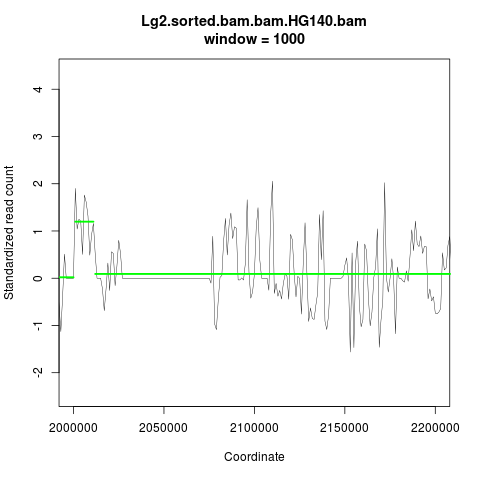 Lg2.sorted.bam.bam.HG140.bam
window = 1000
Standardized read count
4
3
2
1
0
-1
-2
2000000 2050000 2100000 2150000 2200000
Coordinate